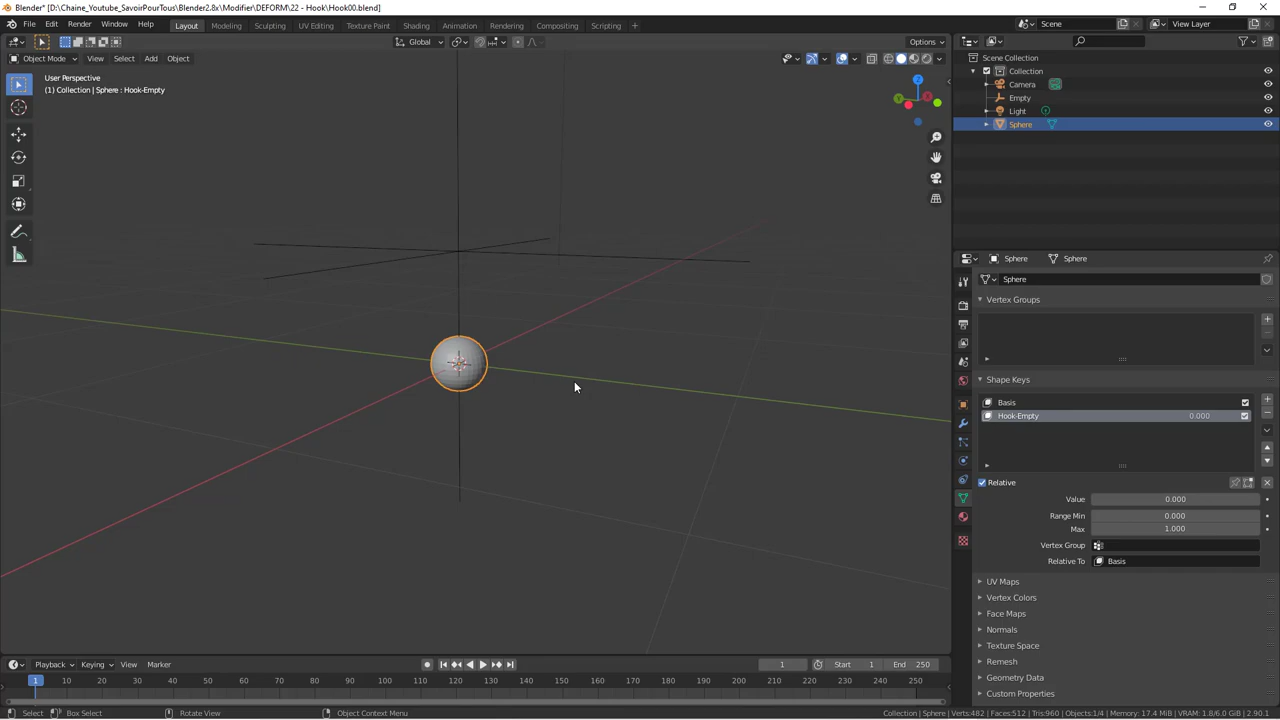 Blender* [D:\Chaine_Youtube_SavoirPourTous\Blender2.8x\Modifier\DEFORM\22 - Hook\Hook00.blend]
File Edit Render Window Help Layout Modeling Sculpting UV Editing Texture Paint Shading Animation Rendering Compositing Scripting + Scene View Layer
Global Options
Object Mode View Select Add Object
User Perspective
(1) Collection | Sphere : Hook-Empty
Z
Scene Collection
Collection
Camera
Empty
Light
Sphere
Sphere Sphere
Sphere
Vertex Groups
Shape Keys
Basis
Hook-Empty 0.000
Relative
Value 0.000
Range Min 0.000
Max 1.000
Vertex Group
Relative To Basis
UV Maps
Vertex Colors
Face Maps
Normals
Texture Space
Remesh
Geometry Data
Custom Properties
Playback Keying View Marker 1 Start 1 End 250
1 10 20 30 40 50 60 70 80 90 100 110 120 130 140 150 160 170 180 190 200 210 220 230 240 250
Select Box Select Rotate View Object Context Menu Collection | Sphere | Verts:482 | Faces:512 | Tris:960 | Objects:1/4 | Memory: 17.4 MiB | VRAM: 1.8/6.0 GiB | 2.90.1